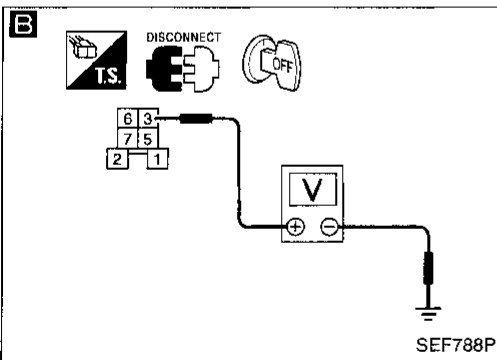 B
DISCONNECT
T.S.
OFF
6 3
7 5
2 1
V
+ −
SEF788P